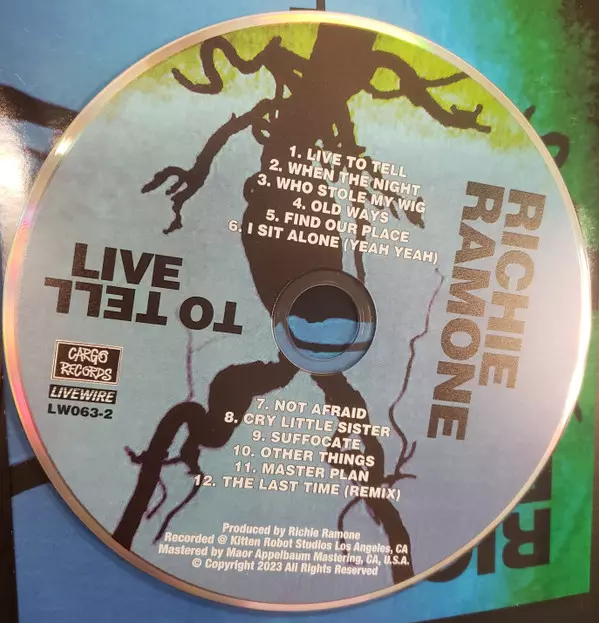 1. LIVE TO TELL
2. WHEN THE NIGHT
3. WHO STOLE MY WIG
4. OLD WAYS
5. FIND OUR PLACE
6. I SIT ALONE (YEAH YEAH)
RICHIE
RAMONE
LIVE
TO TELL
CARGO
RECORDS
LIVEWIRE
LW063-2
7. NOT AFRAID
8. CRY LITTLE SISTER
9. SUFFOCATE
10. OTHER THINGS
11. MASTER PLAN
12. THE LAST TIME (REMIX)
Produced by Richie Ramone
Recorded @ Kitten Robot Studios Los Angeles, CA
Mastered by Maor Appelbaum Mastering, CA, U.S.A.
© Copyright 2023 All Rights Reserved
RIC